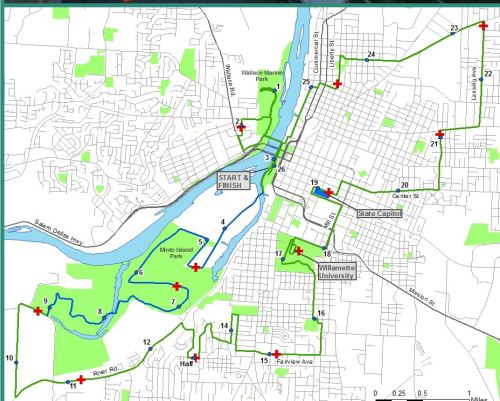 Commercial St.
Liberty St.
Lansing Ave.
Wallace Rd.
Wallace Marine
Park
1
2
3
26
25
24
23
22
21
20
19
START &
FINISH
Center St.
State Capitol
Mill St.
Salem Dallas Hwy.
4
5
6
7
8
9
10
11
12
Minto Island
Park
17
18
Willamette
University
Mission St.
16
14
15
Half
River Rd.
Fairview Ave.
0 0.25 0.5 1
Miles